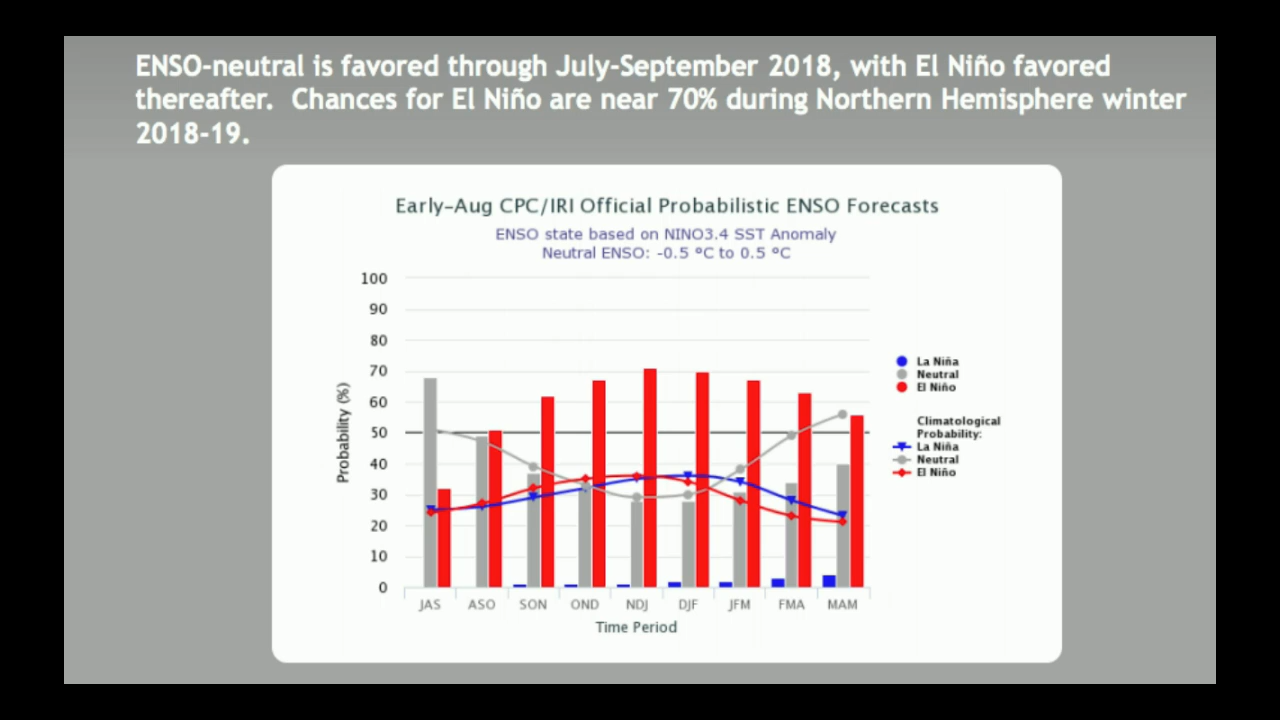 ENSO-neutral is favored through July-September 2018, with El Niño favored
thereafter.  Chances for El Niño are near 70% during Northern Hemisphere winter
2018-19.
Early-Aug CPC/IRI Official Probabilistic ENSO Forecasts
ENSO state based on NINO3.4 SST Anomaly
Neutral ENSO: -0.5 °C to 0.5 °C
Probability (%)
100
90
80
70
60
50
40
30
20
10
0
JAS ASO SON OND NDJ DJF JFM FMA MAM
Time Period
La Niña
Neutral
El Niño
Climatological
Probability:
La Niña
Neutral
El Niño